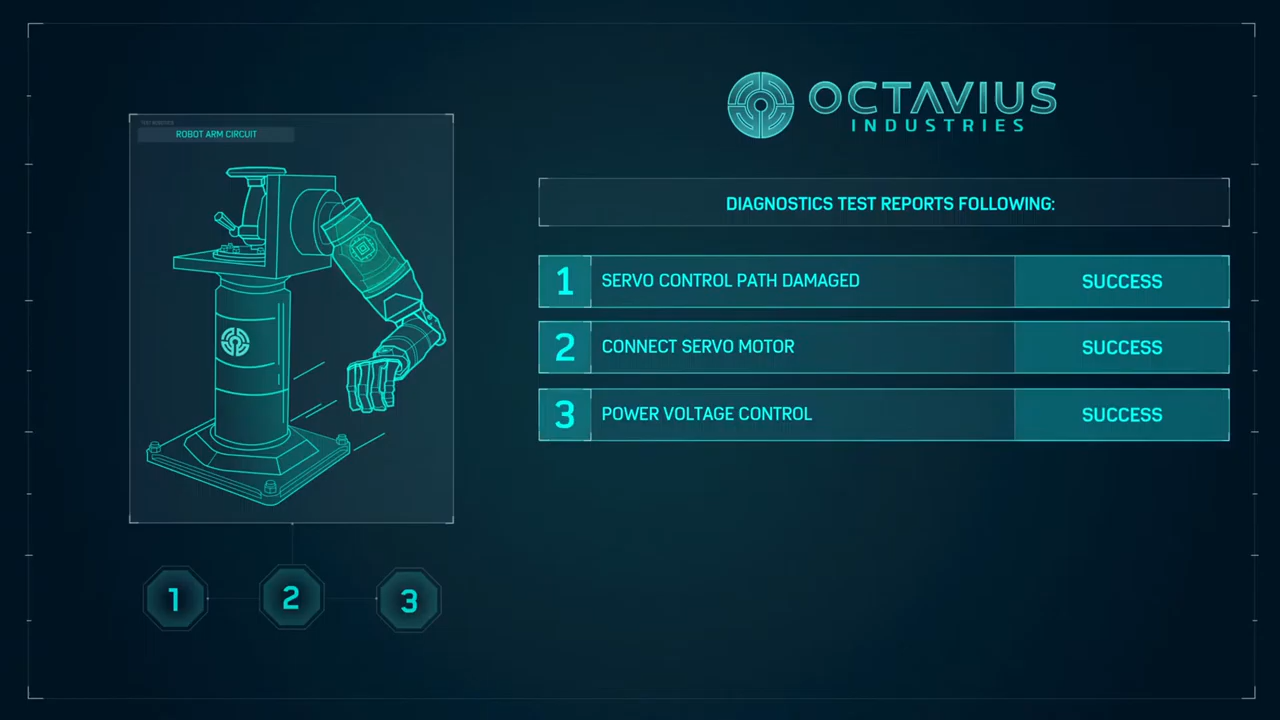 ROBOT ARM CIRCUIT
OCTAVIUS
INDUSTRIES
DIAGNOSTICS TEST REPORTS FOLLOWING:
1 SERVO CONTROL PATH DAMAGED SUCCESS
2 CONNECT SERVO MOTOR SUCCESS
3 POWER VOLTAGE CONTROL SUCCESS
1 2 3